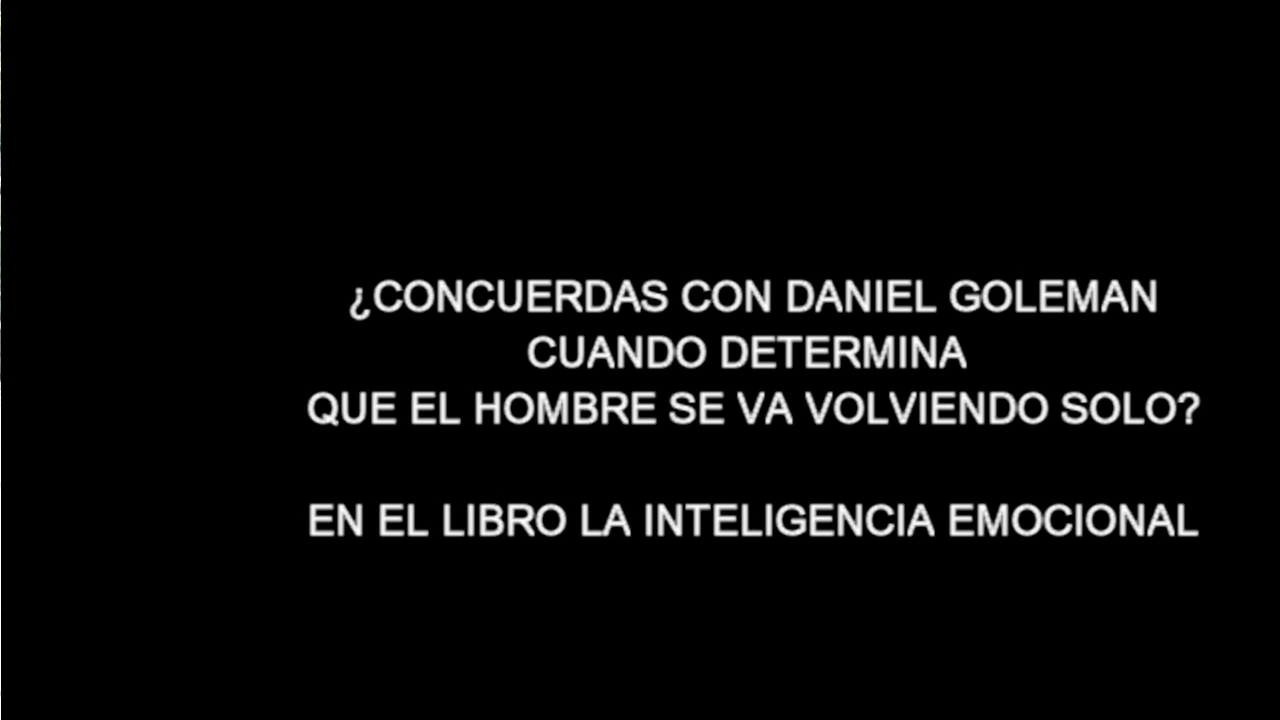 ¿CONCUERDAS CON DANIEL GOLEMAN
CUANDO DETERMINA
QUE EL HOMBRE SE VA VOLVIENDO SOLO?
EN EL LIBRO LA INTELIGENCIA EMOCIONAL